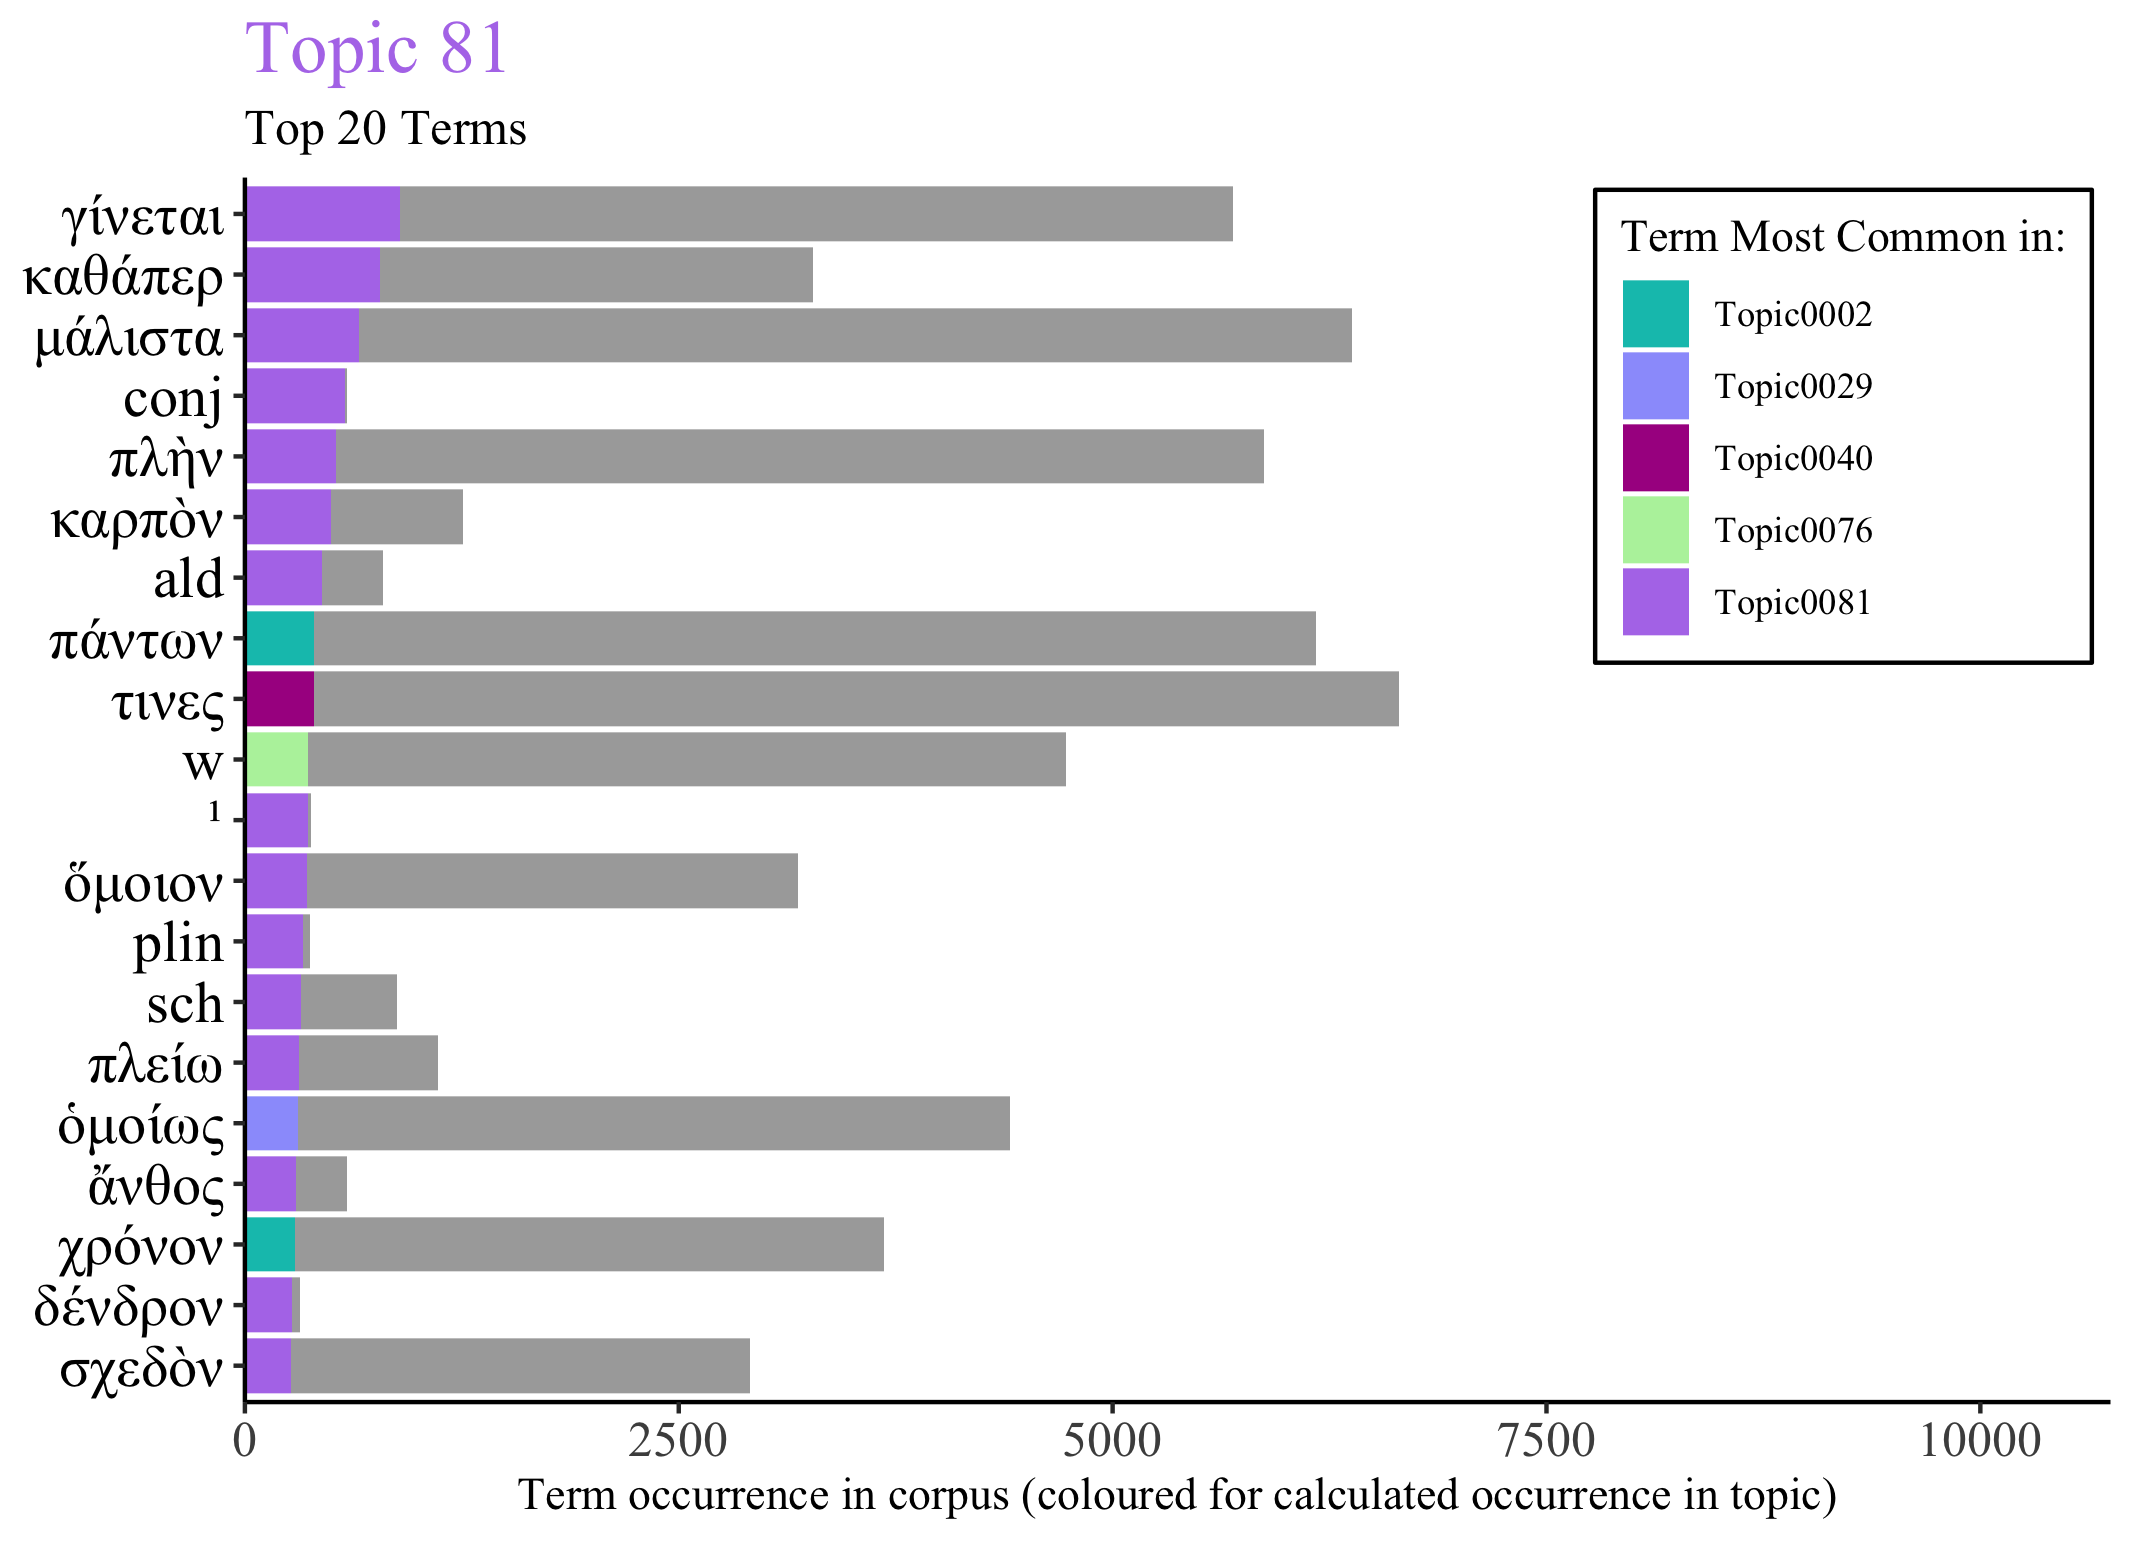 Topic 81
Top 20 Terms
γίνεται
καθάπερ
μάλιστα
conj
πλὴν
καρπὸν
ald
πάντων
τινες
w
¹
ὅμοιον
plin
sch
πλείω
ὁμοίως
ἄνθος
χρόνον
δένδρον
σχεδὸν
0 2500 5000 7500 10000
Term occurrence in corpus (coloured for calculated occurrence in topic)
Term Most Common in:
Topic0002
Topic0029
Topic0040
Topic0076
Topic0081